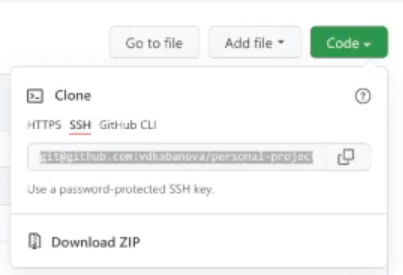 Go to file Add file Code
Clone
HTTPS SSH GitHub CLI
git@github.com:vdkabanova/personal-project
Use a password-protected SSH key.
Download ZIP